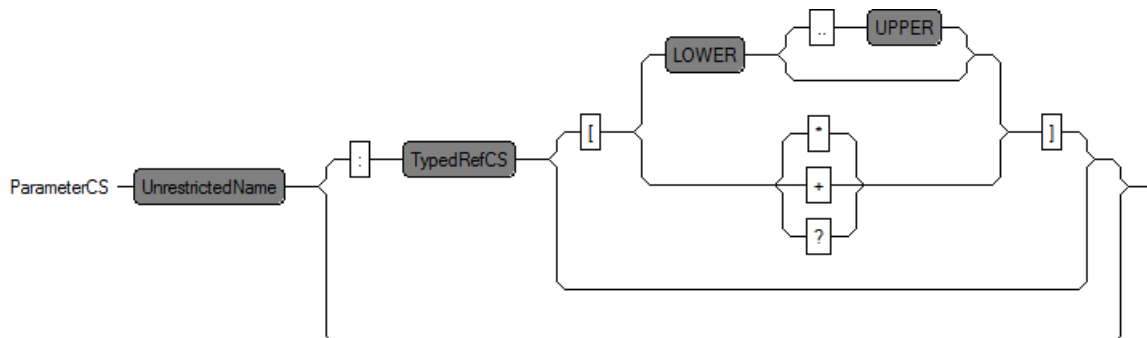 .. UPPER
LOWER
[ * ]
: TypedRefCS
ParameterCS UnrestrictedName +
?